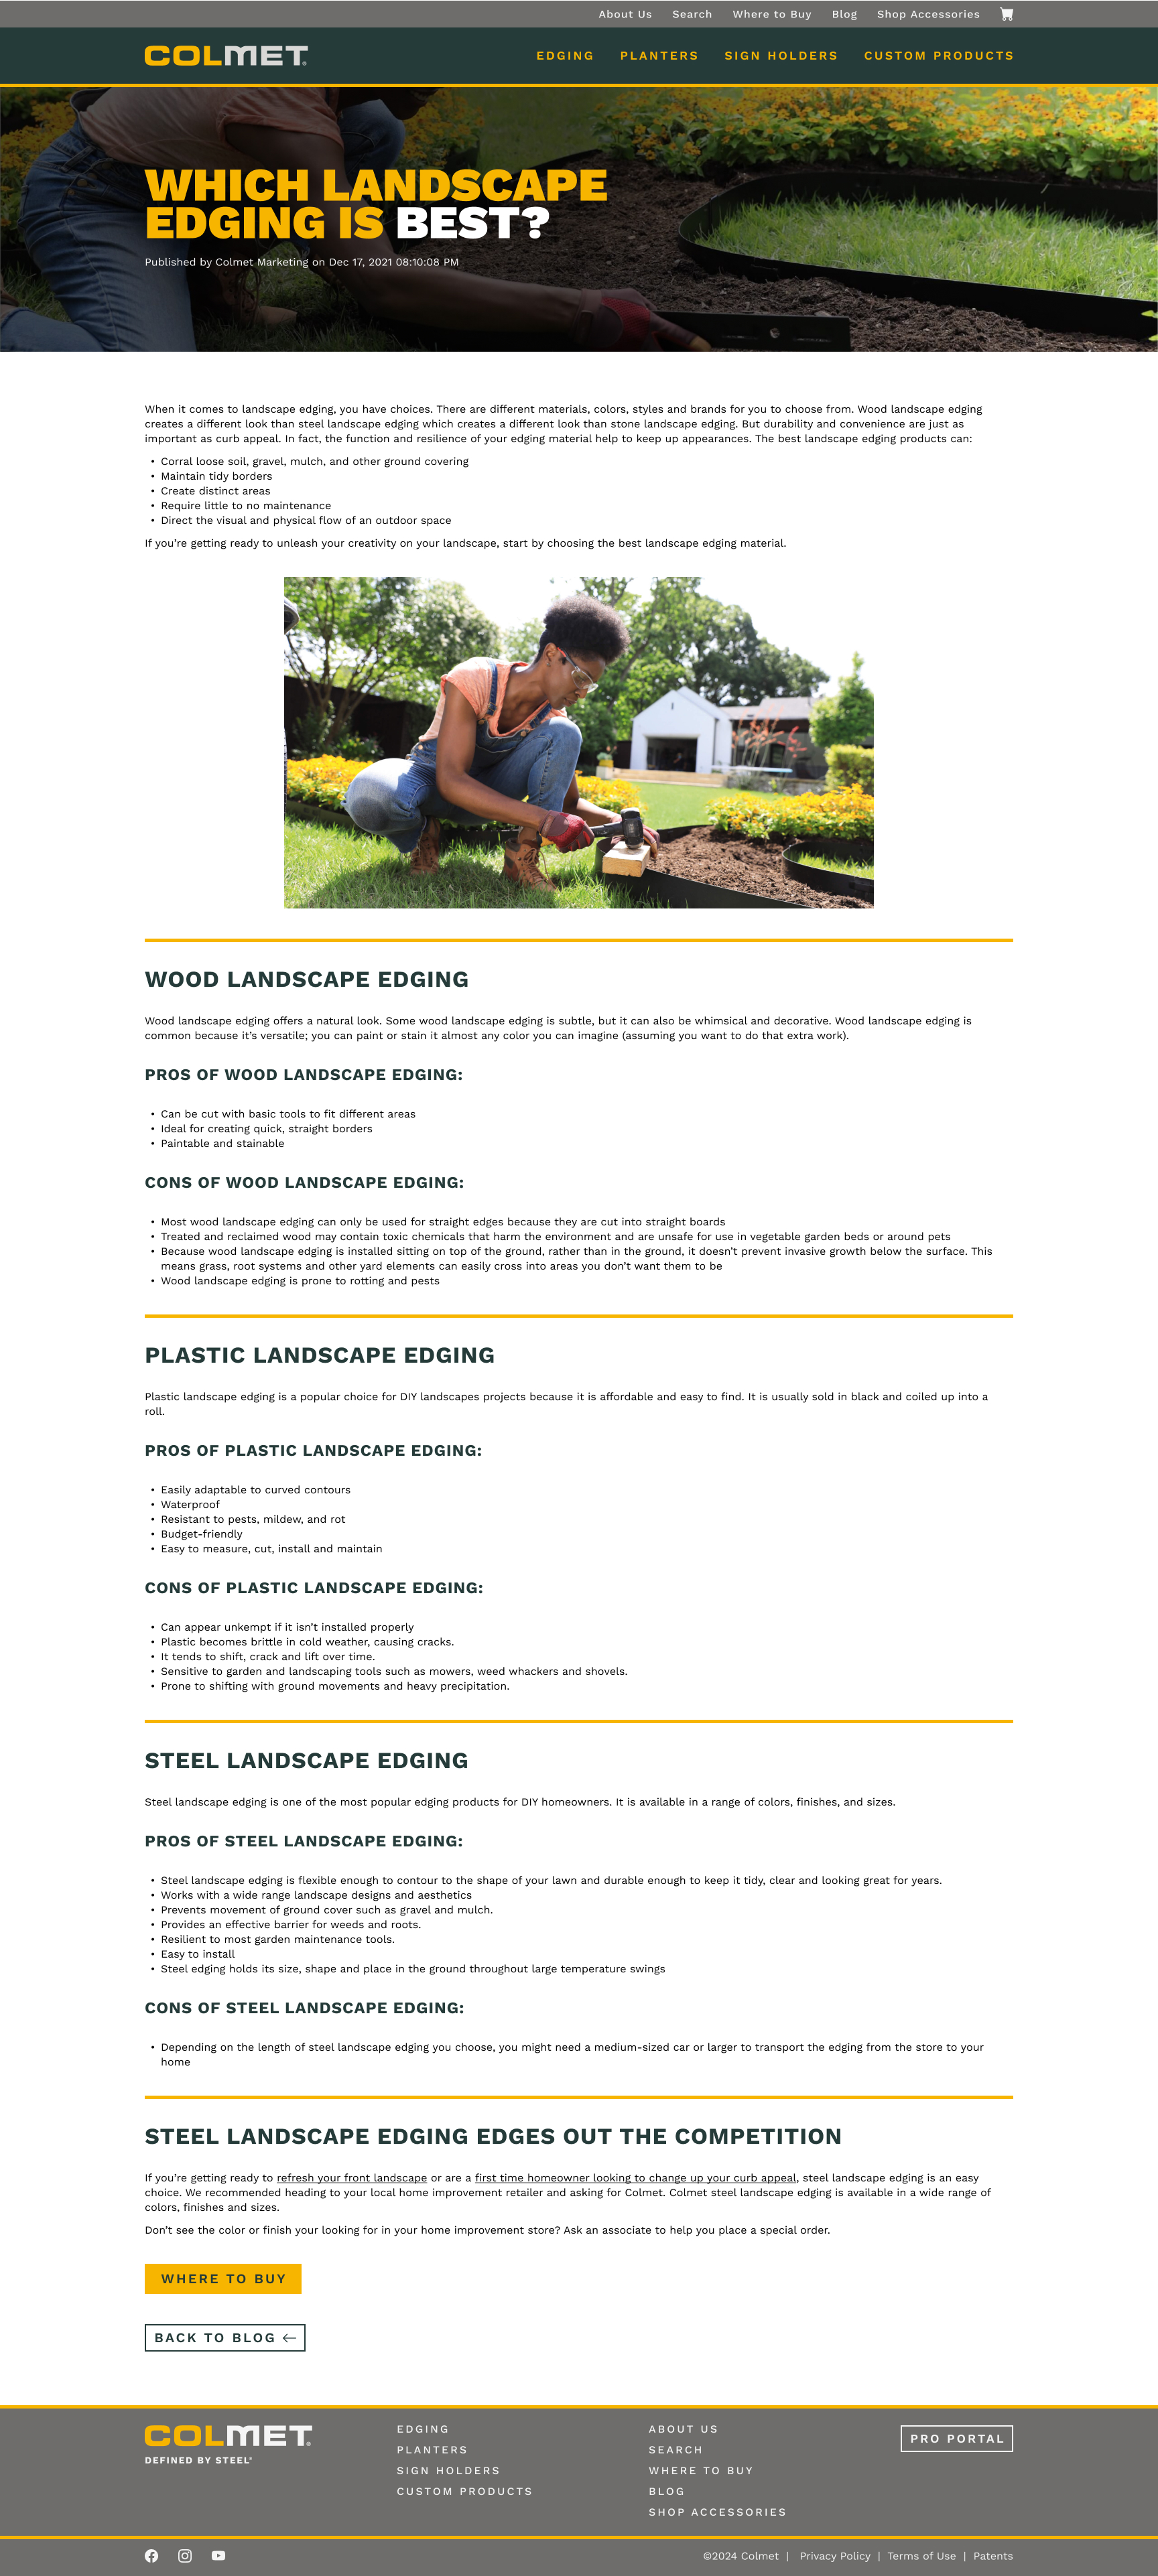 About Us Search Where to Buy Blog Shop Accessories
COLMET®
EDGING PLANTERS SIGN HOLDERS CUSTOM PRODUCTS
WHICH LANDSCAPE
EDGING IS BEST?
Published by Colmet Marketing on Dec 17, 2021 08:10:08 PM
When it comes to landscape edging, you have choices. There are different materials, colors, styles and brands for you to choose from. Wood landscape edging
creates a different look than steel landscape edging which creates a different look than stone landscape edging. But durability and convenience are just as
important as curb appeal. In fact, the function and resilience of your edging material help to keep up appearances. The best landscape edging products can:
• Corral loose soil, gravel, mulch, and other ground covering
• Maintain tidy borders
• Create distinct areas
• Require little to no maintenance
• Direct the visual and physical flow of an outdoor space
If you're getting ready to unleash your creativity on your landscape, start by choosing the best landscape edging material.
WOOD LANDSCAPE EDGING
Wood landscape edging offers a natural look. Some wood landscape edging is subtle, but it can also be whimsical and decorative. Wood landscape edging is
common because it's versatile; you can paint or stain it almost any color you can imagine (assuming you want to do that extra work).
PROS OF WOOD LANDSCAPE EDGING:
• Can be cut with basic tools to fit different areas
• Ideal for creating quick, straight borders
• Paintable and stainable
CONS OF WOOD LANDSCAPE EDGING:
• Most wood landscape edging can only be used for straight edges because they are cut into straight boards
• Treated and reclaimed wood may contain toxic chemicals that harm the environment and are unsafe for use in vegetable garden beds or around pets
• Because wood landscape edging is installed sitting on top of the ground, rather than in the ground, it doesn't prevent invasive growth below the surface. This
means grass, root systems and other yard elements can easily cross into areas you don't want them to be
• Wood landscape edging is prone to rotting and pests
PLASTIC LANDSCAPE EDGING
Plastic landscape edging is a popular choice for DIY landscapes projects because it is affordable and easy to find. It is usually sold in black and coiled up into a
roll.
PROS OF PLASTIC LANDSCAPE EDGING:
• Easily adaptable to curved contours
• Waterproof
• Resistant to pests, mildew, and rot
• Budget-friendly
• Easy to measure, cut, install and maintain
CONS OF PLASTIC LANDSCAPE EDGING:
• Can appear unkempt if it isn't installed properly
• Plastic becomes brittle in cold weather, causing cracks.
• It tends to shift, crack and lift over time.
• Sensitive to garden and landscaping tools such as mowers, weed whackers and shovels.
• Prone to shifting with ground movements and heavy precipitation.
STEEL LANDSCAPE EDGING
Steel landscape edging is one of the most popular edging products for DIY homeowners. It is available in a range of colors, finishes, and sizes.
PROS OF STEEL LANDSCAPE EDGING:
• Steel landscape edging is flexible enough to contour to the shape of your lawn and durable enough to keep it tidy, clear and looking great for years.
• Works with a wide range landscape designs and aesthetics
• Prevents movement of ground cover such as gravel and mulch.
• Provides an effective barrier for weeds and roots.
• Resilient to most garden maintenance tools.
• Easy to install
• Steel edging holds its size, shape and place in the ground throughout large temperature swings
CONS OF STEEL LANDSCAPE EDGING:
• Depending on the length of steel landscape edging you choose, you might need a medium-sized car or larger to transport the edging from the store to your
home
STEEL LANDSCAPE EDGING EDGES OUT THE COMPETITION
If you're getting ready to refresh your front landscape or are a first time homeowner looking to change up your curb appeal, steel landscape edging is an easy
choice. We recommended heading to your local home improvement retailer and asking for Colmet. Colmet steel landscape edging is available in a wide range of
colors, finishes and sizes.
Don't see the color or finish your looking for in your home improvement store? Ask an associate to help you place a special order.
WHERE TO BUY
BACK TO BLOG ←
COLMET®
DEFINED BY STEEL®
EDGING
PLANTERS
SIGN HOLDERS
CUSTOM PRODUCTS
ABOUT US
SEARCH
WHERE TO BUY
BLOG
SHOP ACCESSORIES
PRO PORTAL
©2024 Colmet | Privacy Policy | Terms of Use | Patents